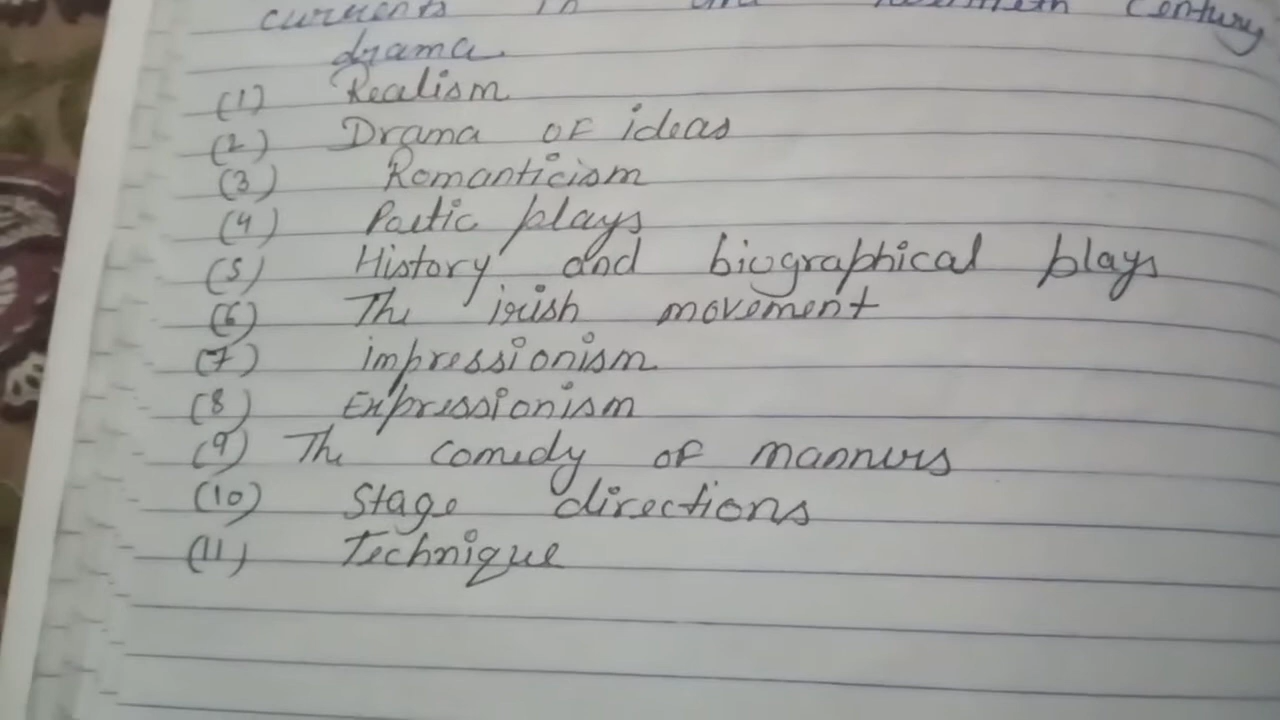 currents in the Century
drama.
(1) Realism
(2) Drama OF ideas
(3) Romanticism
(4) Poetic plays
(5) History and biographical plays
(6) The irish movement
(7) impressionism
(8) Expressionism
(9) The comedy OF manners
(10) Stage directions
(11) Technique